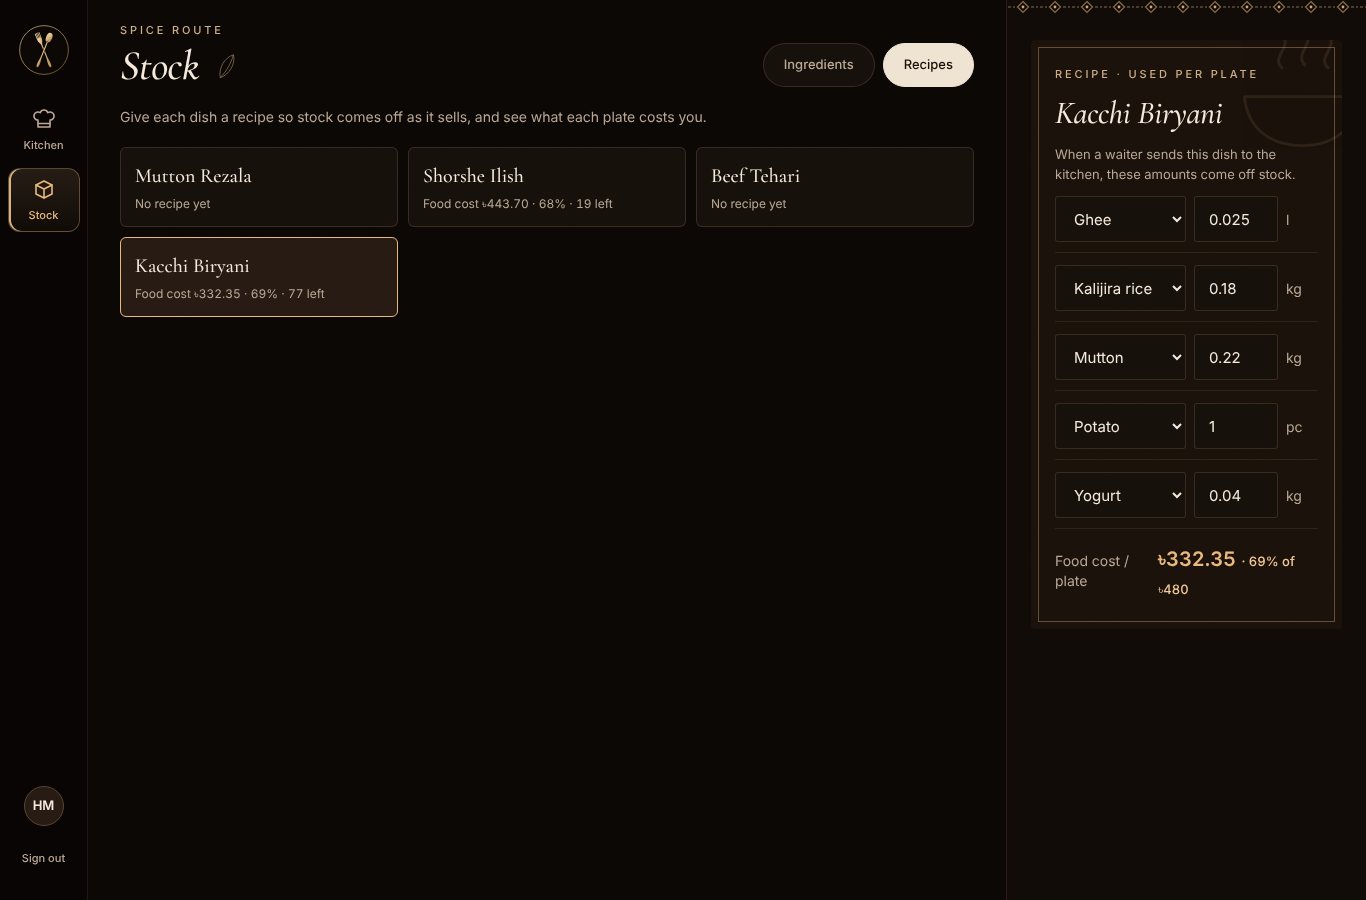 SPICE ROUTE
Stock
Ingredients
Recipes
Give each dish a recipe so stock comes off as it sells, and see what each plate costs you.
Mutton Rezala
No recipe yet
Shorshe Ilish
Food cost ৳443.70 · 68% · 19 left
Beef Tehari
No recipe yet
Kacchi Biryani
Food cost ৳332.35 · 69% · 77 left
Kitchen
Stock
HM
Sign out
RECIPE · USED PER PLATE
Kacchi Biryani
When a waiter sends this dish to the
kitchen, these amounts come off stock.
Ghee 0.025 l
Kalijira rice 0.18 kg
Mutton 0.22 kg
Potato 1 pc
Yogurt 0.04 kg
Food cost /
plate
৳332.35 · 69% of
৳480